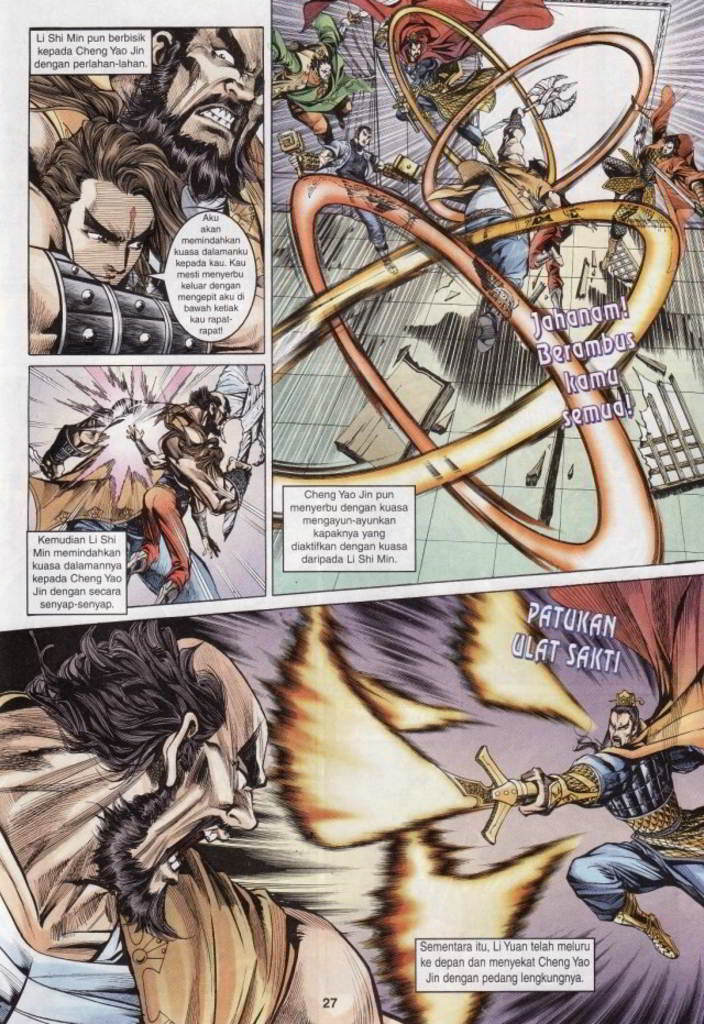 Li Shi Min pun berbisik
kepada Cheng Yao Jin
dengan perlahan-lahan.
Aku
akan
memindahkan
kuasa dalamanku
kepada kau. Kau
mesti menyerbu
keluar dengan
mengepit aku di
bawah ketiak
kau rapat-
rapat!
Jahanam!
Berambus
kamu
semua!
Kemudian Li Shi
Min memindahkan
kuasa dalamannya
kepada Cheng Yao
Jin dengan secara
senyap-senyap.
Cheng Yao Jin pun
menyerbu dengan kuasa
mengayun-ayunkan
kapaknya yang
diaktifkan dengan kuasa
daripada Li Shi Min.
PATUKAN
ULAT SAKTI
Sementara itu, Li Yuan telah meluru
ke depan dan menyekat Cheng Yao
Jin dengan pedang lengkungnya.
27